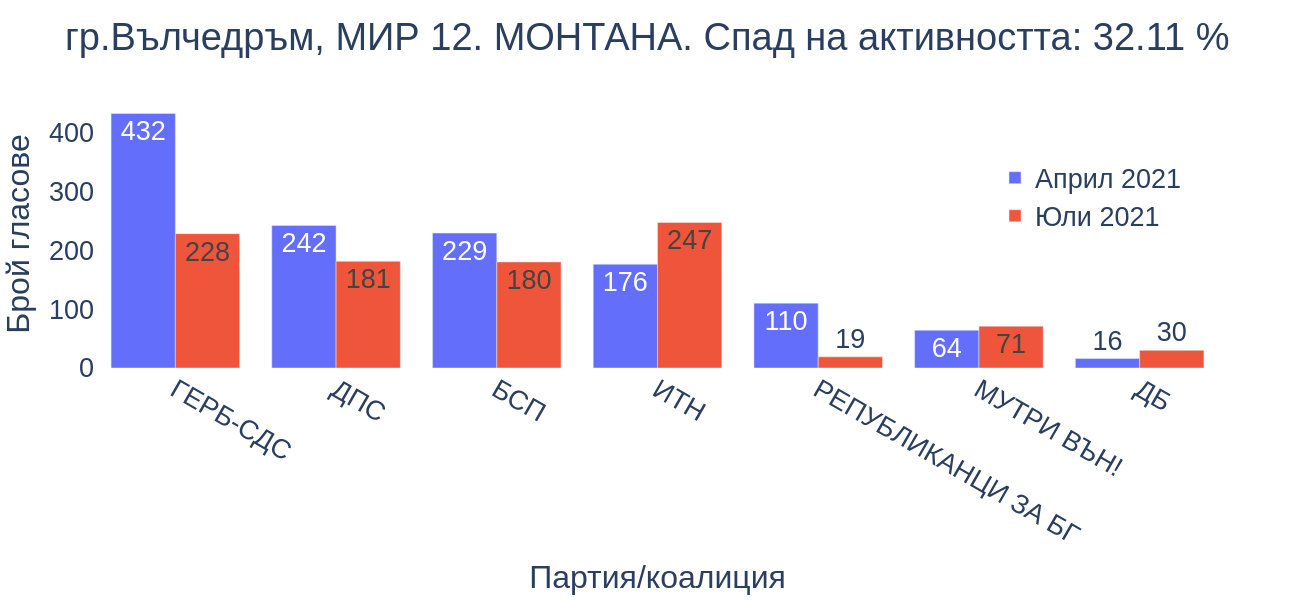 гр.Вълчедръм, МИР 12. МОНТАНА. Спад на активността: 32.11 %
Брой гласове
400
300
200
100
0
432
228
242
181
229
180
176
247
110
19
64
71
16
30
Април 2021
Юли 2021
ГЕРБ-СДС
ДПС
БСП
ИТН
РЕПУБЛИКАНЦИ ЗА БГ
МУТРИ ВЪН!
ДБ
Партия/коалиция